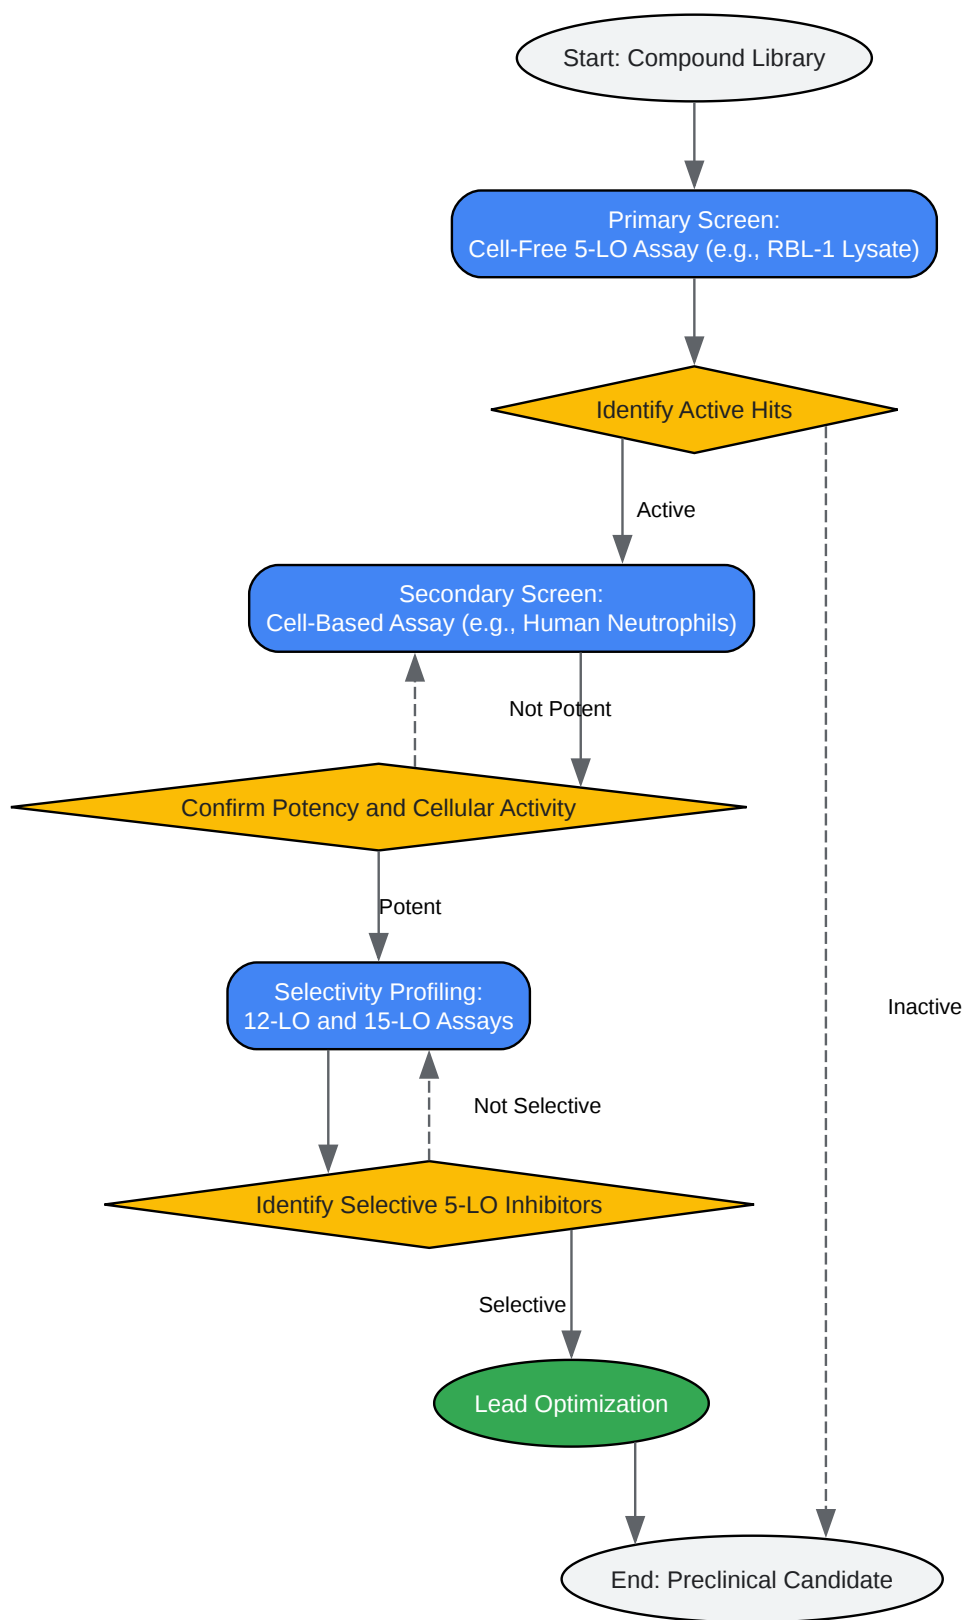 Start: Compound Library
Primary Screen:
Cell-Free 5-LO Assay (e.g., RBL-1 Lysate)
Identify Active Hits
Active
Secondary Screen:
Cell-Based Assay (e.g., Human Neutrophils)
Not Potent
Confirm Potency and Cellular Activity
Potent
Selectivity Profiling:
12-LO and 15-LO Assays
Inactive
Not Selective
Identify Selective 5-LO Inhibitors
Selective
Lead Optimization
End: Preclinical Candidate